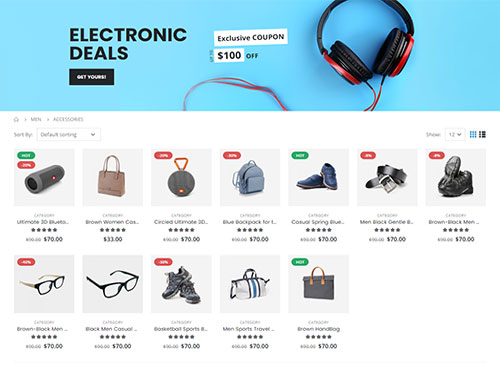 ELECTRONIC
DEALS
GET YOURS!
Exclusive COUPON
UP TO $100 OFF
MEN > ACCESSORIES
Sort By: Default sorting
Show: 12
HOT
-20%
CATEGORY
Ultimate 3D Blueto...
$90.00 $70.00
CATEGORY
Brown Women Cas...
$33.00
-20%
CATEGORY
Circled Ultimate 3D...
$90.00 $70.00
-30%
CATEGORY
Blue Backpack for t...
$90.00 $70.00
HOT
CATEGORY
Casual Spring Blue...
$90.00 $70.00
-8%
CATEGORY
Men Black Gentle B...
$90.00 $70.00
-8%
CATEGORY
Brown-Black Men ...
$90.00 $70.00
-40%
CATEGORY
Brown-Black Men ...
$90.00 $70.00
CATEGORY
Black Men Casual ...
$90.00 $70.00
-30%
CATEGORY
Basketball Sports B...
$90.00 $70.00
CATEGORY
Men Sports Travel ...
$90.00 $70.00
HOT
CATEGORY
Brown HandBag
$90.00 $70.00